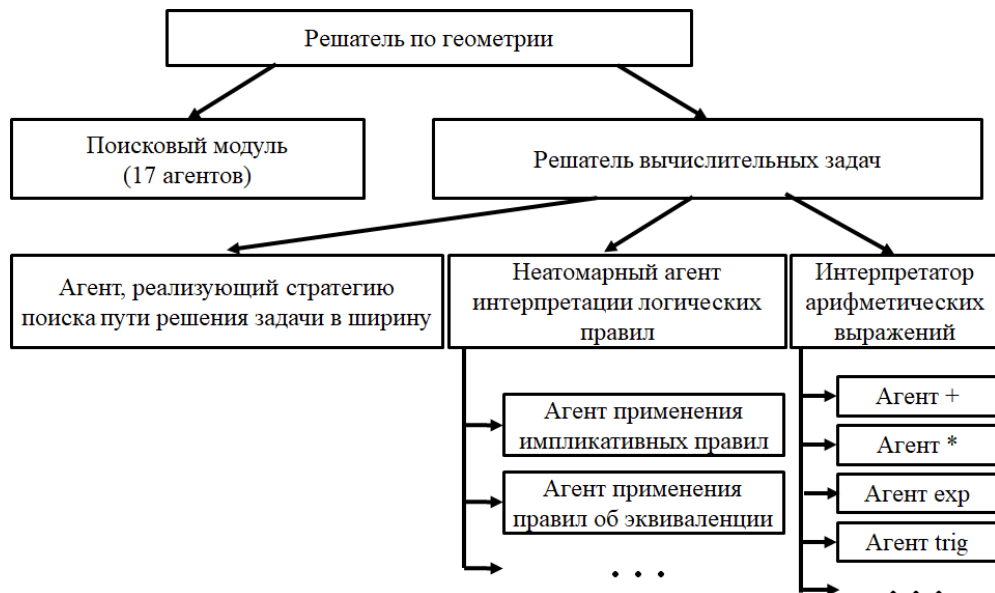 Решатель по геометрии
Поисковый модуль
(17 агентов)
Решатель вычислительных задач
Агент, реализующий стратегию
поиска пути решения задачи в ширину
Неатомарный агент
интерпретации логических
правил
Интерпретатор
арифметических
выражений
Агент применения
импликативных правил
Агент применения
правил об эквиваленции
. . .
Агент +
Агент *
Агент exp
Агент trig
. . .